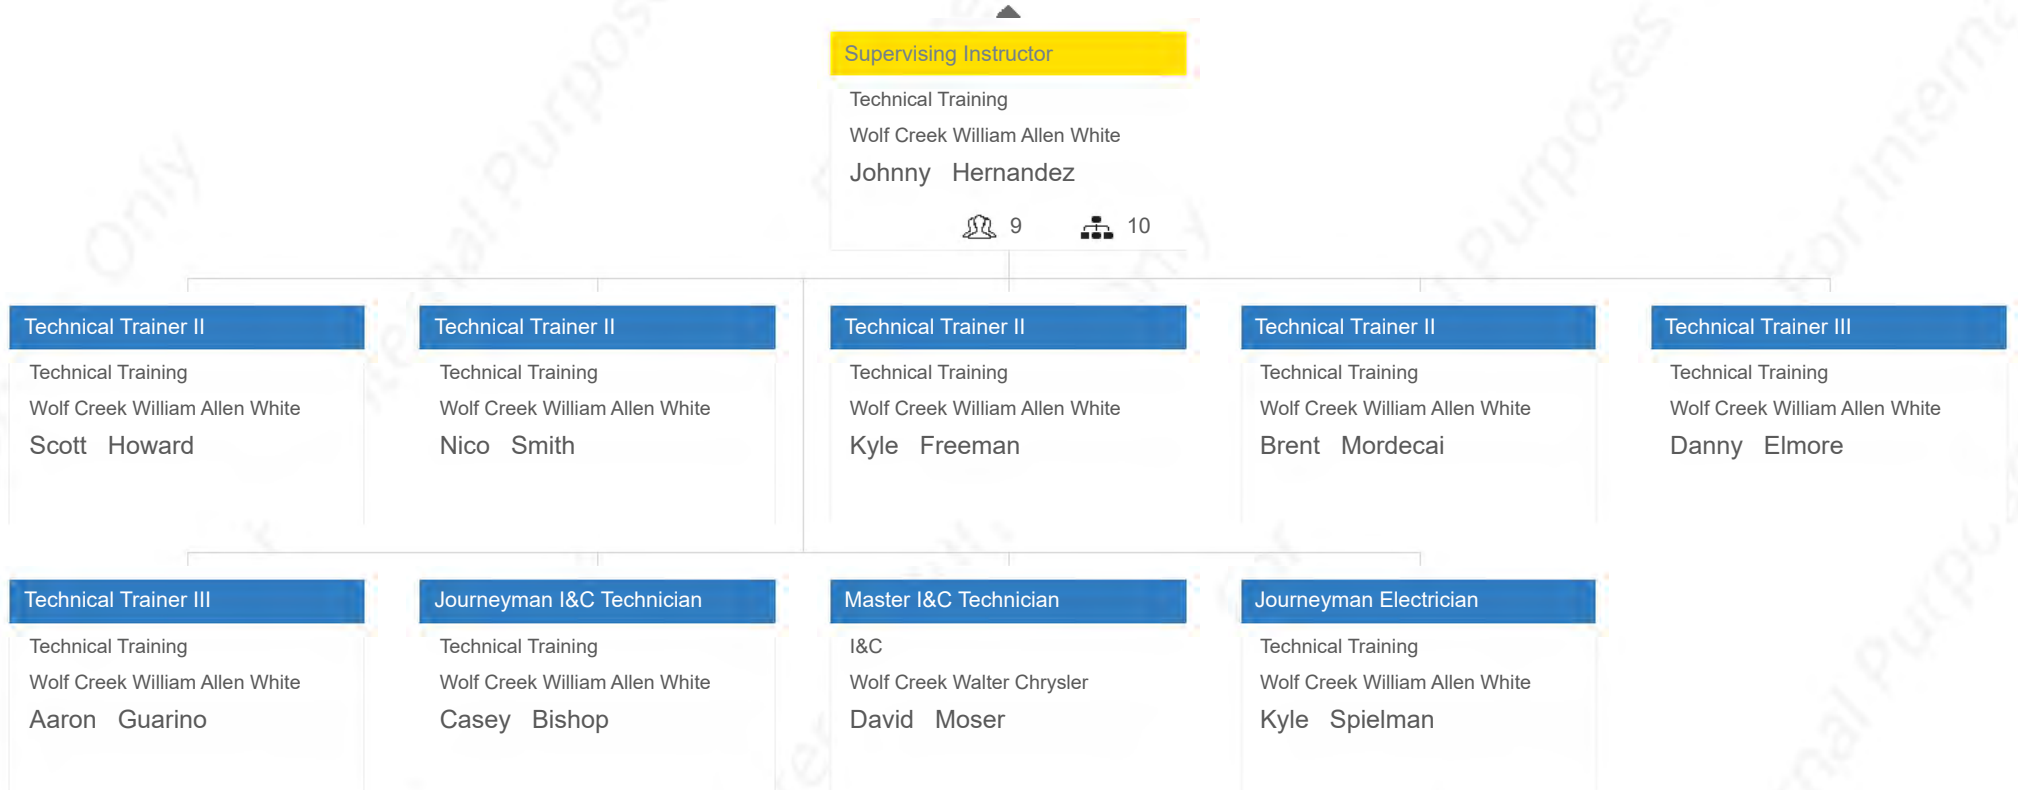 Supervising Instructor
Technical Training
Wolf Creek William Allen White
Johnny Hernandez
9 10
Technical Trainer II
Technical Training
Wolf Creek William Allen White
Scott Howard
Technical Trainer II
Technical Training
Wolf Creek William Allen White
Nico Smith
Technical Trainer II
Technical Training
Wolf Creek William Allen White
Kyle Freeman
Technical Trainer II
Technical Training
Wolf Creek William Allen White
Brent Mordecai
Technical Trainer III
Technical Training
Wolf Creek William Allen White
Danny Elmore
Technical Trainer III
Technical Training
Wolf Creek William Allen White
Aaron Guarino
Journeyman I&C Technician
Technical Training
Wolf Creek William Allen White
Casey Bishop
Master I&C Technician
I&C
Wolf Creek Walter Chrysler
David Moser
Journeyman Electrician
Technical Training
Wolf Creek William Allen White
Kyle Spielman